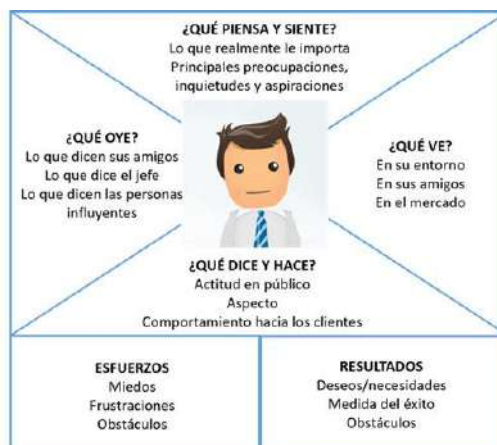 ¿QUÉ PIENSA Y SIENTE?
Lo que realmente le importa
Principales preocupaciones,
inquietudes y aspiraciones
¿QUÉ OYE?
Lo que dicen sus amigos
Lo que dice el jefe
Lo que dicen las personas
influyentes
¿QUÉ VE?
En su entorno
En sus amigos
En el mercado
¿QUÉ DICE Y HACE?
Actitud en público
Aspecto
Comportamiento hacia los clientes
ESFUERZOS
Miedos
Frustraciones
Obstáculos
RESULTADOS
Deseos/necesidades
Medida del éxito
Obstáculos